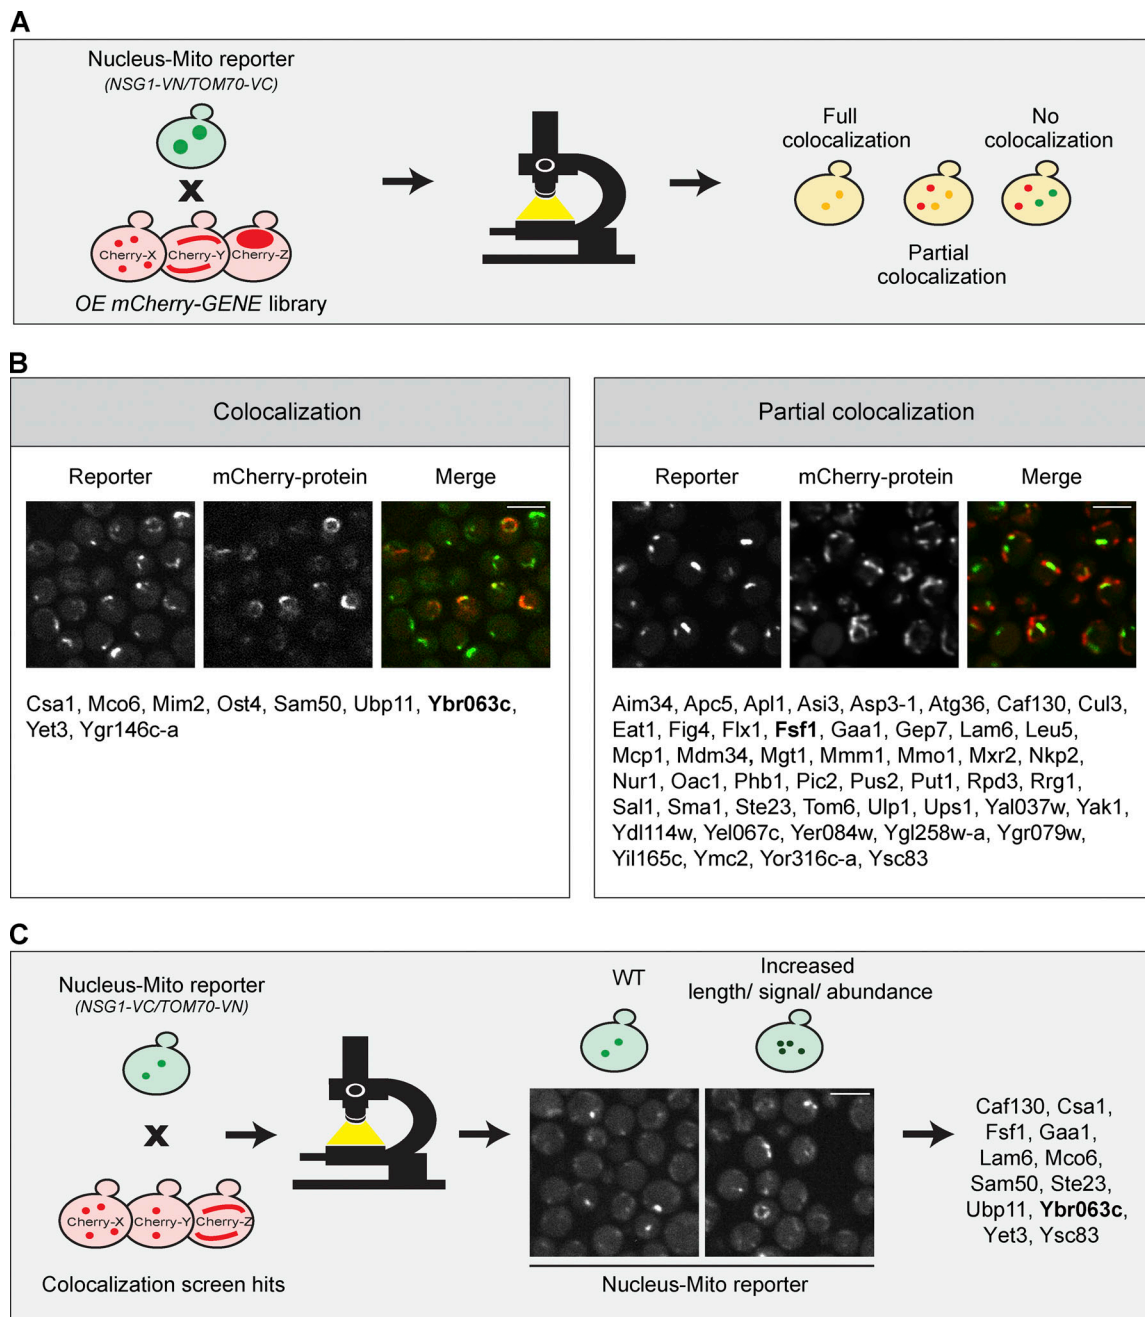 A
Nucleus-Mito reporter
(NSG1-VN/TOM70-VC)
X
Cherry-X Cherry-Y Cherry-Z
OE mCherry-GENE library
Full
colocalization
No
colocalization
Partial
colocalization
B
Colocalization
Reporter mCherry-protein Merge
Csa1, Mco6, Mim2, Ost4, Sam50, Ubp11, Ybr063c,
Yet3, Ygr146c-a
Partial colocalization
Reporter mCherry-protein Merge
Aim34, Apc5, Apl1, Asi3, Asp3-1, Atg36, Caf130, Cul3,
Eat1, Fig4, Flx1, Fsf1, Gaa1, Gep7, Lam6, Leu5,
Mcp1, Mdm34, Mgt1, Mmm1, Mmo1, Mxr2, Nkp2,
Nur1, Oac1, Phb1, Pic2, Pus2, Put1, Rpd3, Rrg1,
Sal1, Sma1, Ste23, Tom6, Ulp1, Ups1, Yal037w, Yak1,
Ydl114w, Yel067c, Yer084w, Ygl258w-a, Ygr079w,
Yil165c, Ymc2, Yor316c-a, Ysc83
C
Nucleus-Mito reporter
(NSG1-VC/TOM70-VN)
X
Cherry-X Cherry-Y Cherry-Z
Colocalization screen hits
WT
Increased
length/ signal/ abundance
Nucleus-Mito reporter
Caf130, Csa1,
Fsf1, Gaa1,
Lam6, Mco6,
Sam50, Ste23,
Ubp11, Ybr063c,
Yet3, Ysc83